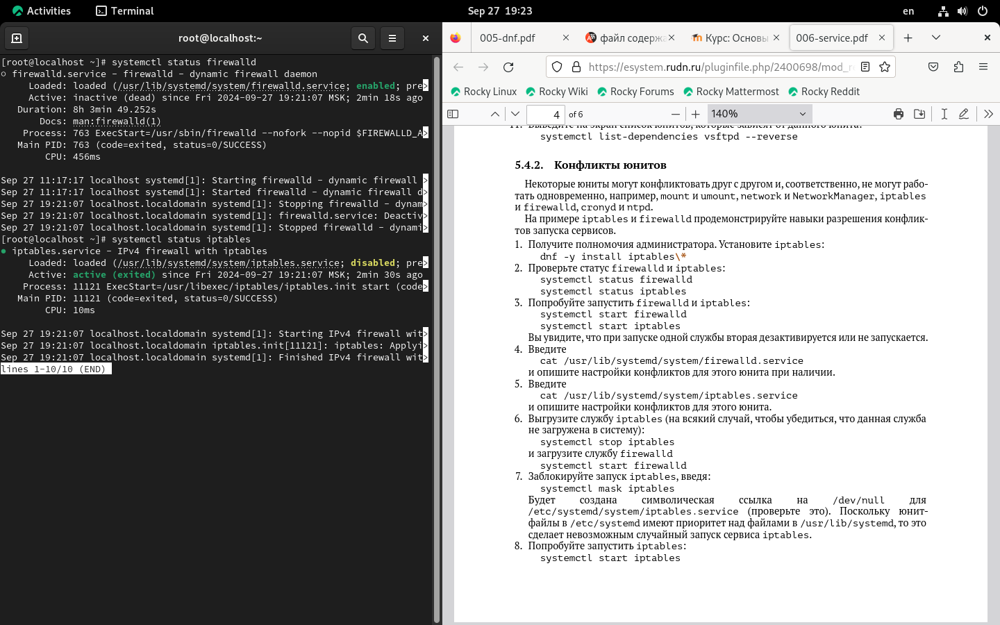 Activities
Terminal
Sep 27 19:23
en
root@localhost:~
[root@localhost ~]# systemctl status firewalld
○ firewalld.service - firewalld - dynamic firewall daemon
Loaded: loaded (/usr/lib/systemd/system/firewalld.service; enabled; pre>
Active: inactive (dead) since Fri 2024-09-27 19:21:07 MSK; 2min 18s ago
Duration: 8h 3min 49.252s
Docs: man:firewalld(1)
Process: 763 ExecStart=/usr/sbin/firewalld --nofork --nopid $FIREWALLD_A>
Main PID: 763 (code=exited, status=0/SUCCESS)
CPU: 456ms
Sep 27 11:17:17 localhost systemd[1]: Starting firewalld - dynamic firewall >
Sep 27 11:17:17 localhost systemd[1]: Started firewalld - dynamic firewall d>
Sep 27 19:21:07 localhost.localdomain systemd[1]: Stopping firewalld - dynam>
Sep 27 19:21:07 localhost.localdomain systemd[1]: firewalld.service: Deactiv>
Sep 27 19:21:07 localhost.localdomain systemd[1]: Stopped firewalld - dynami>
[root@localhost ~]# systemctl status iptables
● iptables.service - IPv4 firewall with iptables
Loaded: loaded (/usr/lib/systemd/system/iptables.service; disabled; pre>
Active: active (exited) since Fri 2024-09-27 19:21:07 MSK; 2min 30s ago
Process: 11121 ExecStart=/usr/libexec/iptables/iptables.init start (code>
Main PID: 11121 (code=exited, status=0/SUCCESS)
CPU: 10ms
Sep 27 19:21:07 localhost.localdomain systemd[1]: Starting IPv4 firewall wit>
Sep 27 19:21:07 localhost.localdomain iptables.init[11121]: iptables: Applyi>
Sep 27 19:21:07 localhost.localdomain systemd[1]: Finished IPv4 firewall wit>
lines 1-10/10 (END)
005-dnf.pdf
файл содержа
Курс: Основы
006-service.pdf
https://esystem.rudn.ru/pluginfile.php/2400698/mod_r
Rocky Linux
Rocky Wiki
Rocky Forums
Rocky Mattermost
Rocky Reddit
4 of 6
140%
11. Выведите на экран список юнитов, которые зависят от данного юнита:
systemctl list-dependencies vsftpd --reverse
5.4.2. Конфликты юнитов
Некоторые юниты могут конфликтовать друг с другом и, соответственно, не могут рабо-
тать одновременно, например, mount и umount, network и NetworkManager, iptables
и firewalld, cronyd и ntpd.
На примере iptables и firewalld продемонстрируйте навыки разрешения конфлик-
тов запуска сервисов.
1. Получите полномочия администратора. Установите iptables:
dnf -y install iptables\*
2. Проверьте статус firewalld и iptables:
systemctl status firewalld
systemctl status iptables
3. Попробуйте запустить firewalld и iptables:
systemctl start firewalld
systemctl start iptables
Вы увидите, что при запуске одной службы вторая дезактивируется или не запускается.
4. Введите
cat /usr/lib/systemd/system/firewalld.service
и опишите настройки конфликтов для этого юнита при наличии.
5. Введите
cat /usr/lib/systemd/system/iptables.service
и опишите настройки конфликтов для этого юнита.
6. Выгрузите службу iptables (на всякий случай, чтобы убедиться, что данная служба
не загружена в систему):
systemctl stop iptables
и загрузите службу firewalld
systemctl start firewalld
7. Заблокируйте запуск iptables, введя:
systemctl mask iptables
Будет создана символическая ссылка на /dev/null для
/etc/systemd/system/iptables.service (проверьте это). Поскольку юнит-
файлы в /etc/systemd имеют приоритет над файлами в /usr/lib/systemd, то это
сделает невозможным случайный запуск сервиса iptables.
8. Попробуйте запустить iptables:
systemctl start iptables